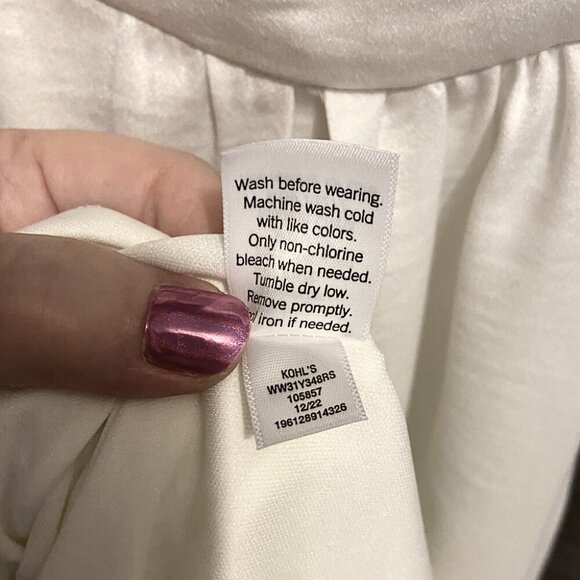 Wash before wearing.
Machine wash cold
with like colors.
Only non-chlorine
bleach when needed.
Tumble dry low.
Remove promptly.
iron if needed.
KOHL'S
WW31Y348RS
105857
12/22
196128914326